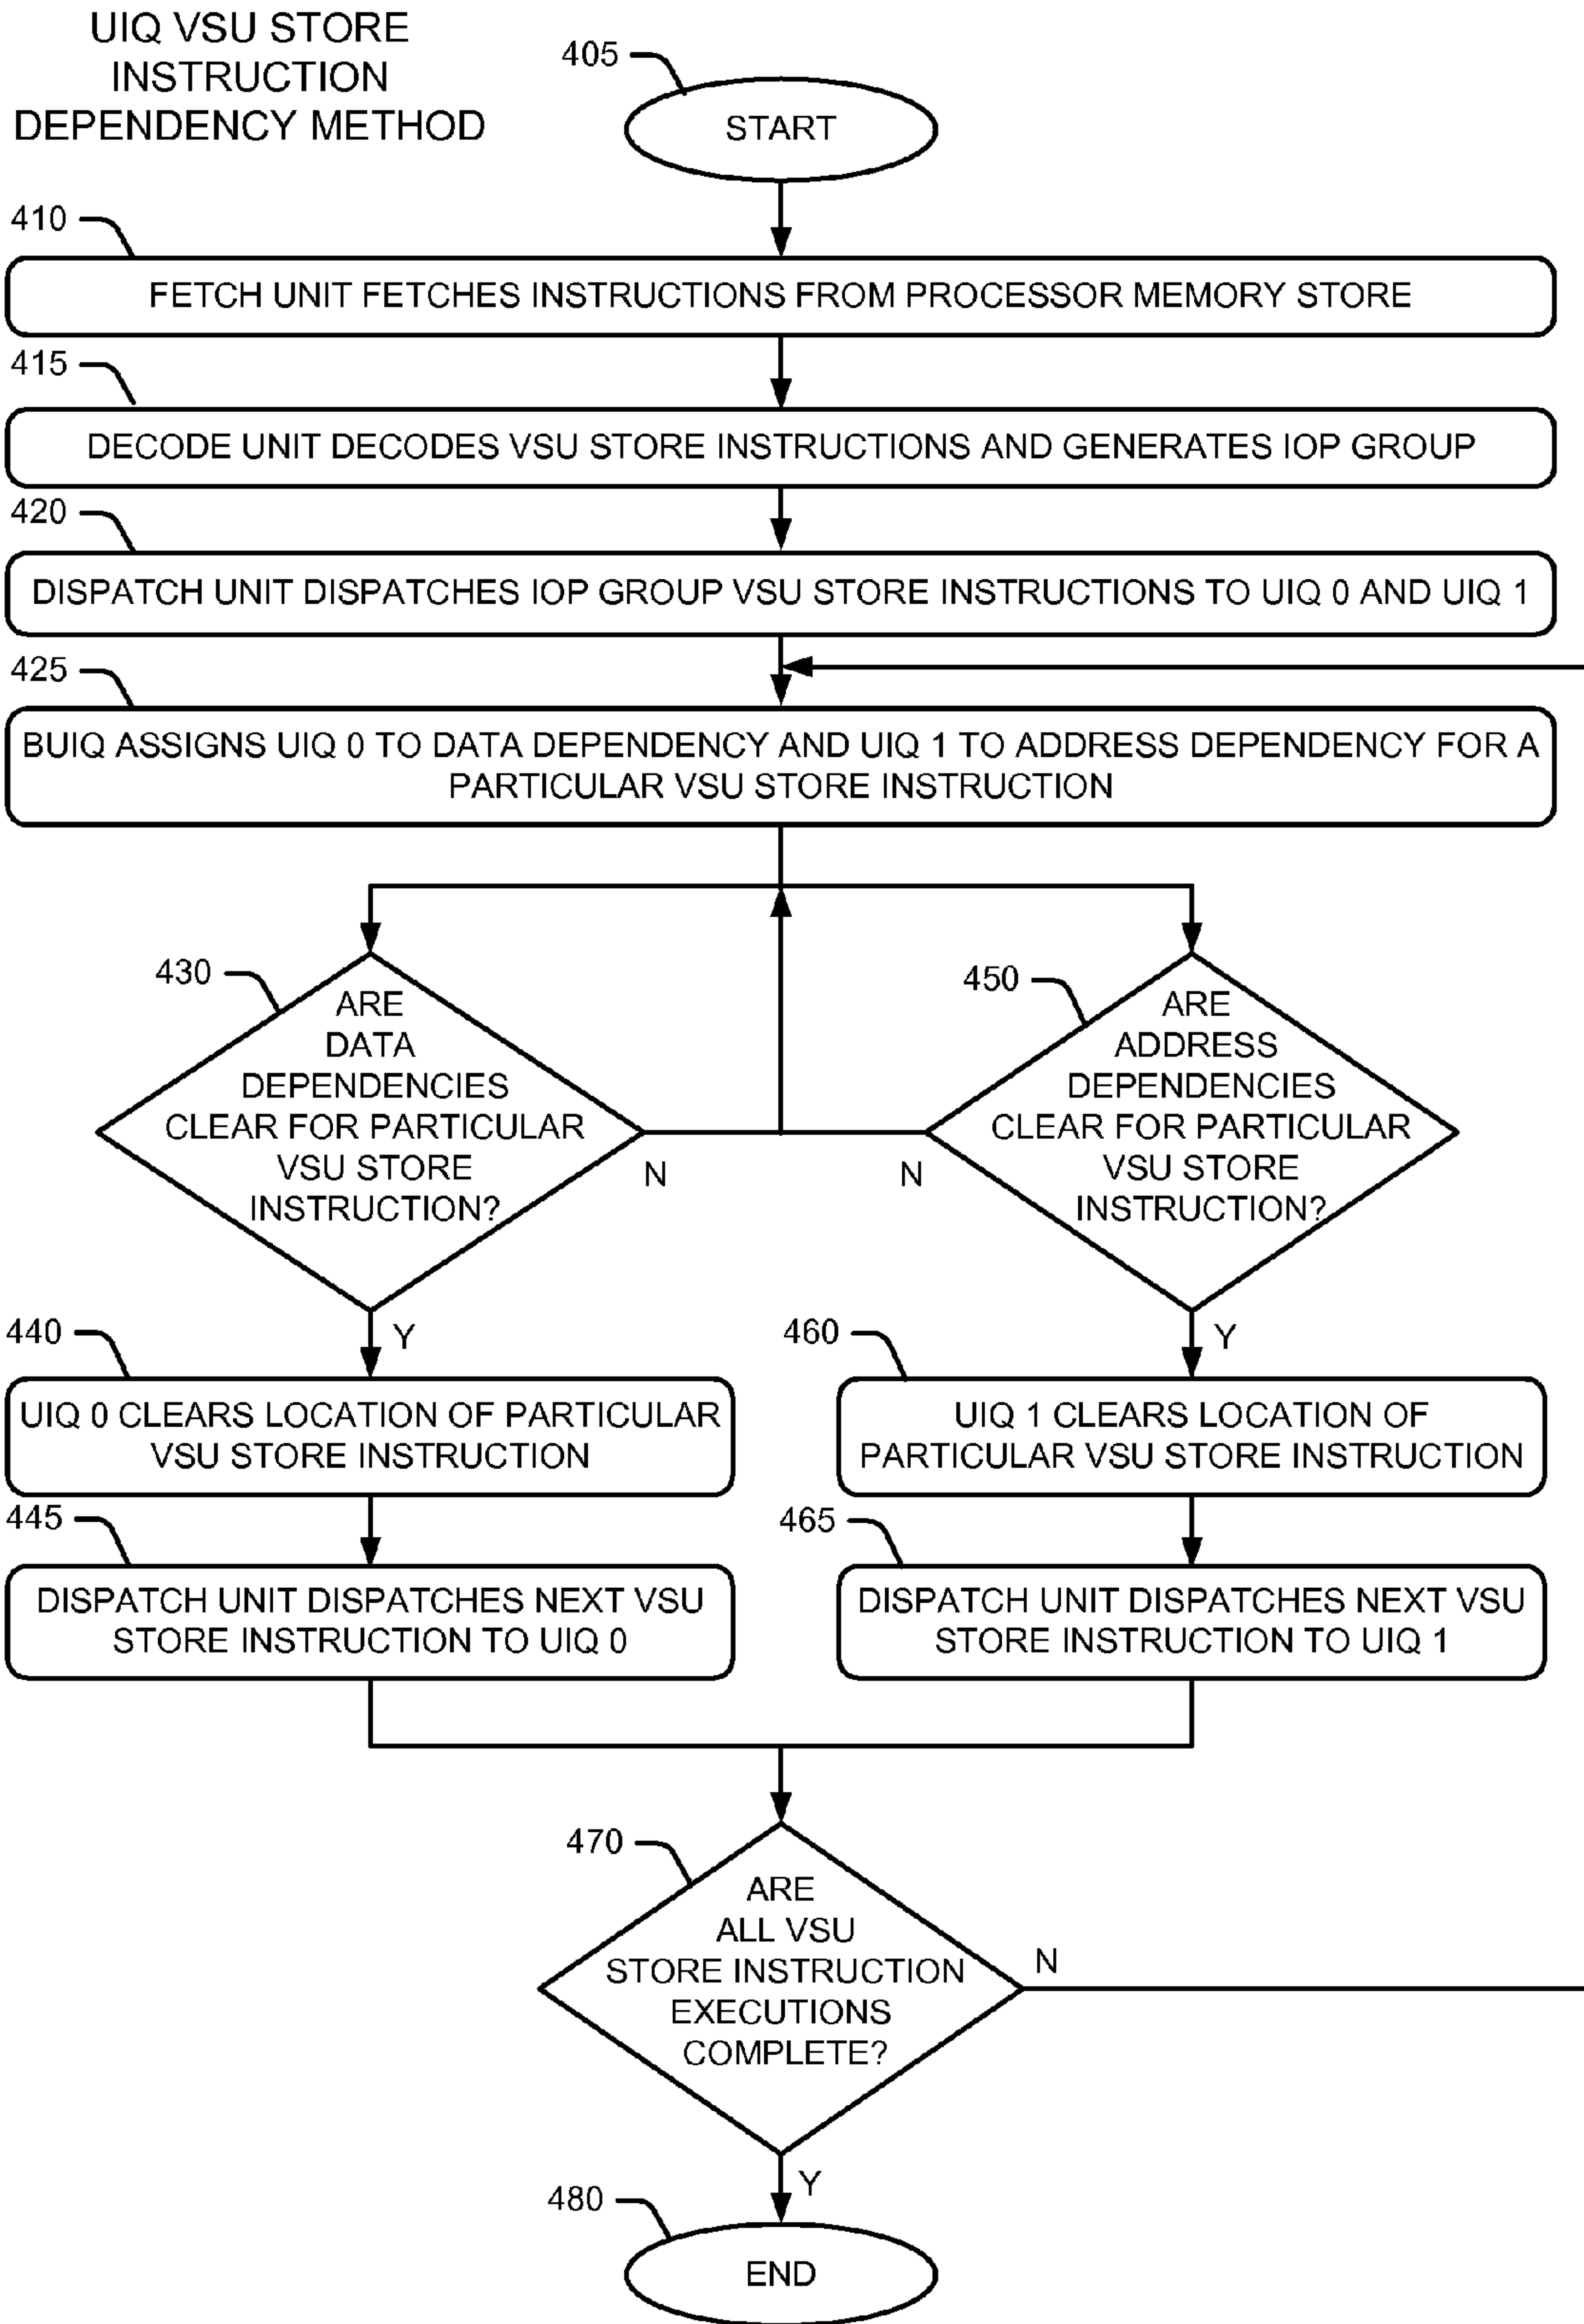 UIQ VSU STORE
INSTRUCTION
DEPENDENCY METHOD
405
START
410
FETCH UNIT FETCHES INSTRUCTIONS FROM PROCESSOR MEMORY STORE
415
DECODE UNIT DECODES VSU STORE INSTRUCTIONS AND GENERATES IOP GROUP
420
DISPATCH UNIT DISPATCHES IOP GROUP VSU STORE INSTRUCTIONS TO UIQ 0 AND UIQ 1
425
BUIQ ASSIGNS UIQ 0 TO DATA DEPENDENCY AND UIQ 1 TO ADDRESS DEPENDENCY FOR A
PARTICULAR VSU STORE INSTRUCTION
430
ARE
DATA
DEPENDENCIES
CLEAR FOR PARTICULAR
VSU STORE
INSTRUCTION?
N
Y
450
ARE
ADDRESS
DEPENDENCIES
CLEAR FOR PARTICULAR
VSU STORE
INSTRUCTION?
N
Y
440
UIQ 0 CLEARS LOCATION OF PARTICULAR
VSU STORE INSTRUCTION
445
DISPATCH UNIT DISPATCHES NEXT VSU
STORE INSTRUCTION TO UIQ 0
460
UIQ 1 CLEARS LOCATION OF
PARTICULAR VSU STORE INSTRUCTION
465
DISPATCH UNIT DISPATCHES NEXT VSU
STORE INSTRUCTION TO UIQ 1
470
ARE
ALL VSU
STORE INSTRUCTION
EXECUTIONS
COMPLETE?
N
Y
480
END